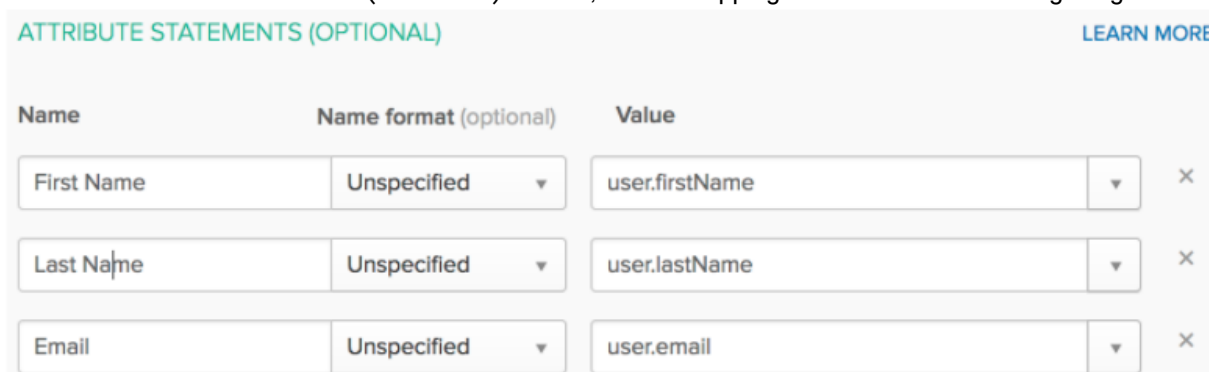 ATTRIBUTE STATEMENTS (OPTIONAL) LEARN MORE
Name Name format (optional) Value
First Name Unspecified user.firstName
Last Name Unspecified user.lastName
Email Unspecified user.email